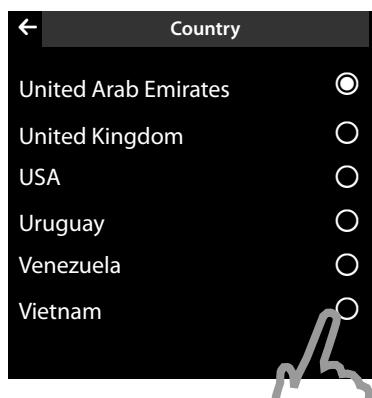 Country
United Arab Emirates
United Kingdom
USA
Uruguay
Venezuela
Vietnam